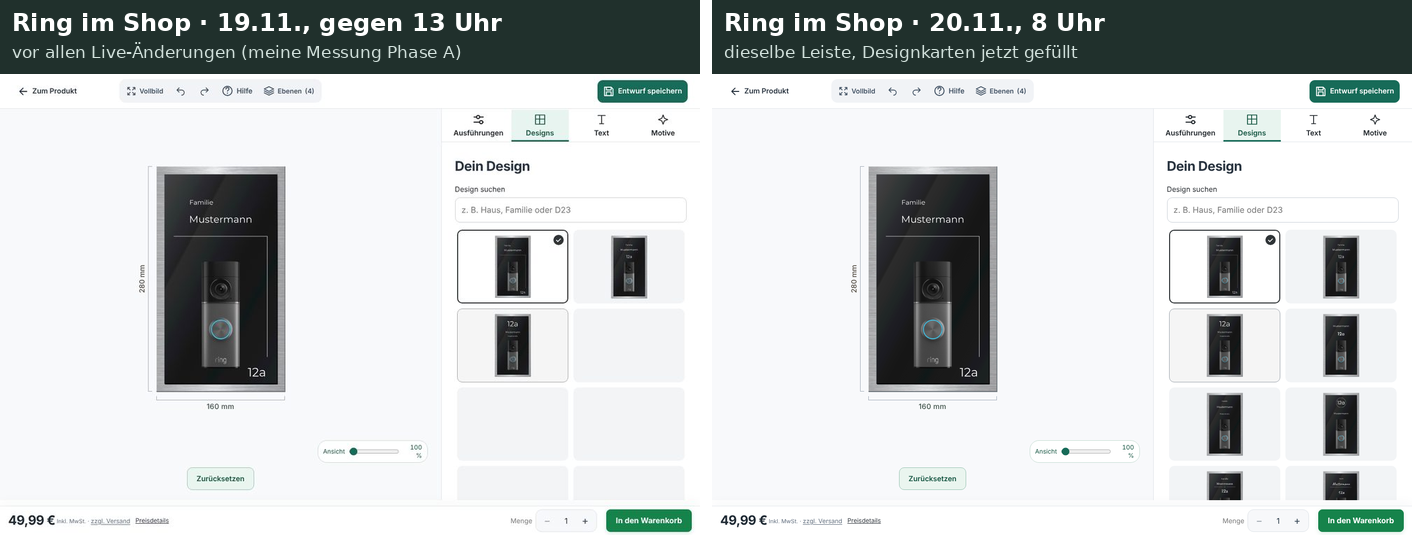 Ring im Shop · 19.11., gegen 13 Uhr
vor allen Live-Änderungen (meine Messung Phase A)
Zum Produkt
Vollbild
Hilfe
Ebenen (4)
Entwurf speichern
Ausführungen
Designs
Text
Motive
Dein Design
Design suchen
z. B. Haus, Familie oder D23
Familie
Mustermann
ring
12a
280 mm
160 mm
12a
Ansicht
100
%
Zurücksetzen
49,99 € inkl. MwSt. · zzgl. Versand Preisdetails
Menge
− 1 +
In den Warenkorb
Ring im Shop · 20.11., 8 Uhr
dieselbe Leiste, Designkarten jetzt gefüllt
Zum Produkt
Vollbild
Hilfe
Ebenen (4)
Entwurf speichern
Ausführungen
Designs
Text
Motive
Dein Design
Design suchen
z. B. Haus, Familie oder D23
Familie
Mustermann
ring
12a
280 mm
160 mm
12a
12a
Ansicht
100
%
Zurücksetzen
49,99 € inkl. MwSt. · zzgl. Versand Preisdetails
Menge
− 1 +
In den Warenkorb